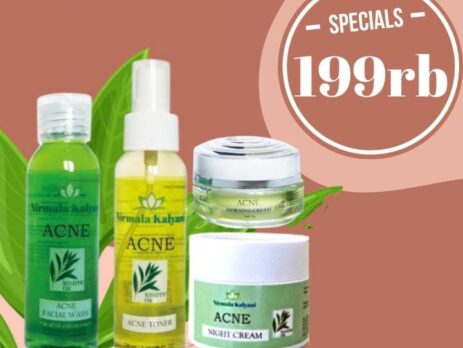 SPECIALS
199rb
Nirmala Kalyani
ACNE
ACNE
FACIAL WASH
Nirmala Kalyani
ACNE
ACNE TONER
ACNE
MORNING CREAM
Nirmala Kalyani
ACNE
NIGHT CREAM